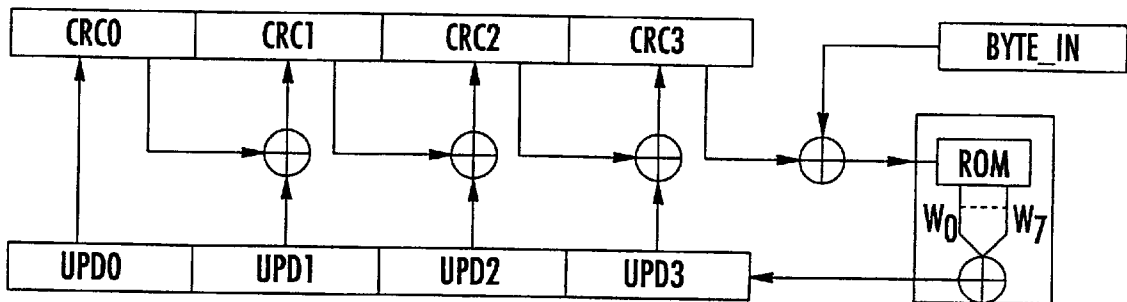 CRC0 CRC1 CRC2 CRC3
BYTE_IN
ROM
W0 W7
UPD0 UPD1 UPD2 UPD3